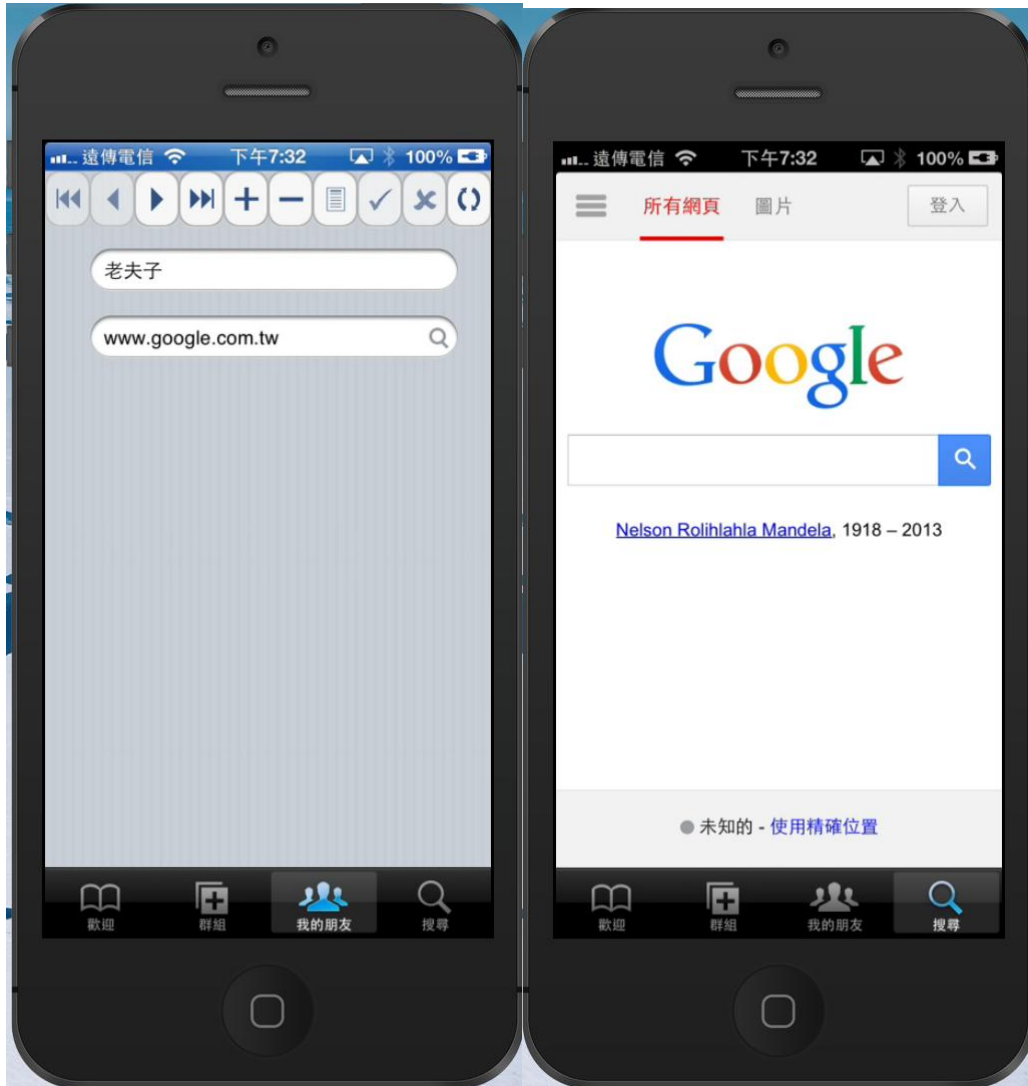 遠傳電信 下午7:32 100%
老夫子
www.google.com.tw
歡迎 群組 我的朋友 搜尋
遠傳電信 下午7:32 100%
所有網頁 圖片 登入
Google
Nelson Rolihlahla Mandela, 1918 – 2013
未知的 - 使用精確位置
歡迎 群組 我的朋友 搜尋